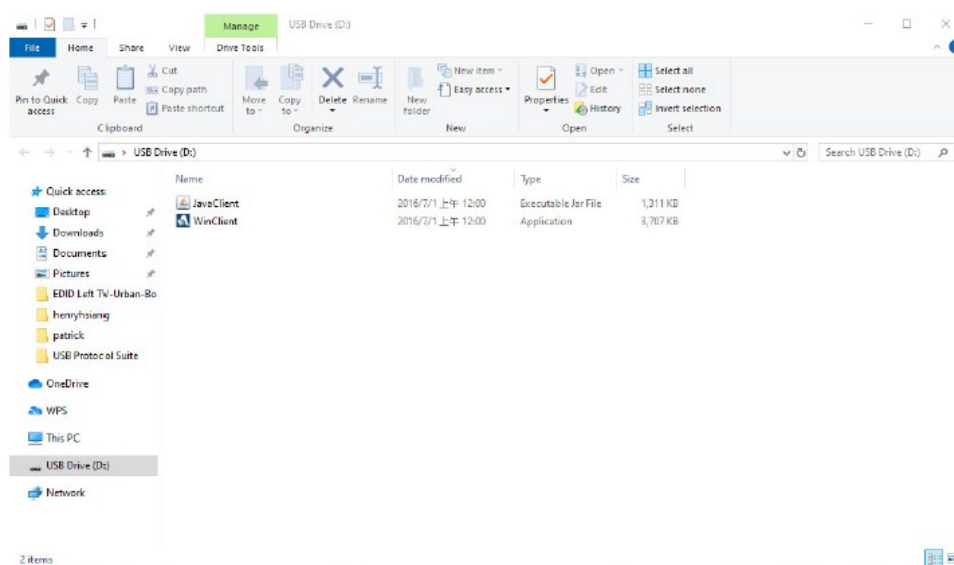 Manage USB Drive (D:)
File Home Share View Drive Tools
Pin to Quick access
Copy
Paste
Cut
Copy path
Paste shortcut
Clipboard
Move to
Copy to
Delete
Rename
Organize
New folder
New item
Easy access
New
Properties
Open
Edit
History
Open
Select all
Select none
Invert selection
Select
USB Drive (D:)
Search USB Drive (D:)
Name Date modified Type Size
JavaClient 2016/7/1 上午 12:00 Executable Jar File 1,311 KB
WinClient 2016/7/1 上午 12:00 Application 3,707 KB
Quick access
Desktop
Downloads
Documents
Pictures
EDID Left TW-Urban-Bo
henryhsiang
patrick
USB Protocol Suite
OneDrive
WPS
This PC
USB Drive (D:)
Network
2 items